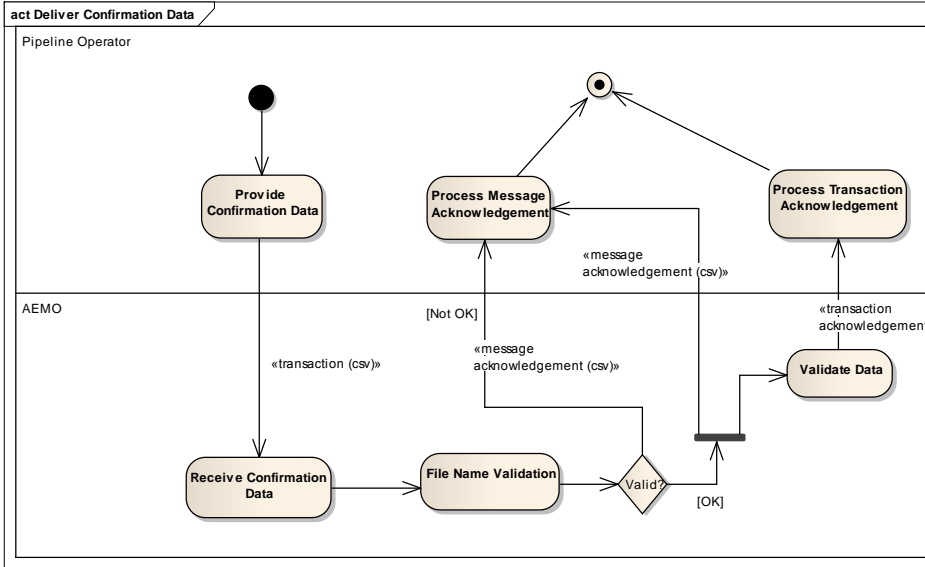 act Deliver Confirmation Data
Pipeline Operator
Provide
Confirmation Data
Process Message
Acknowledgement
Process Transaction
Acknowledgement
«message
acknowledgement (csv)»
AEMO
[Not OK]
«transaction
acknowledgement
«message
acknowledgement (csv)»
«transaction (csv)»
Validate Data
Receive Confirmation
Data
File Name Validation
Valid?
[OK]